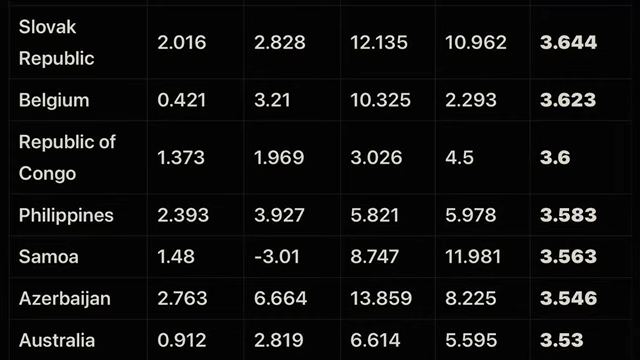 Slovak
Republic 2.016 2.828 12.135 10.962 3.644
Belgium 0.421 3.21 10.325 2.293 3.623
Republic of
Congo 1.373 1.969 3.026 4.5 3.6
Philippines 2.393 3.927 5.821 5.978 3.583
Samoa 1.48 -3.01 8.747 11.981 3.563
Azerbaijan 2.763 6.664 13.859 8.225 3.546
Australia 0.912 2.819 6.614 5.595 3.53